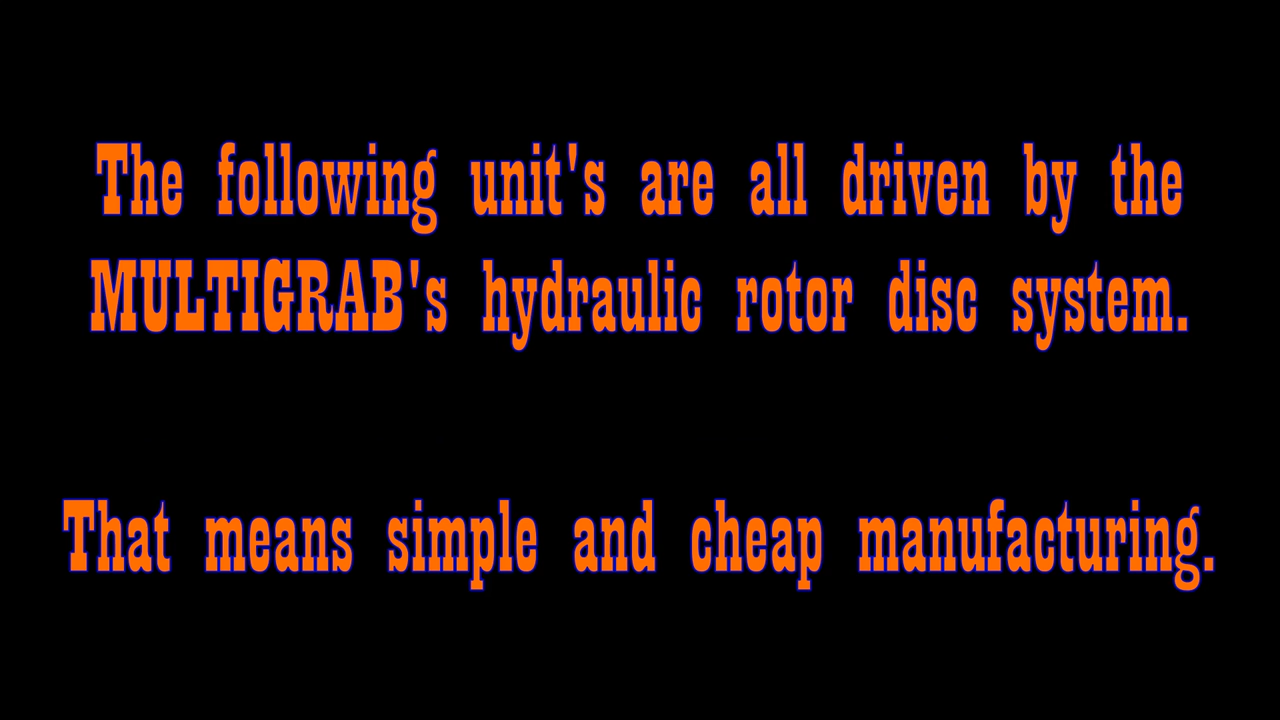 The following unit's are all driven by the
MULTIGRAB's hydraulic rotor disc system.
That means simple and cheap manufacturing.